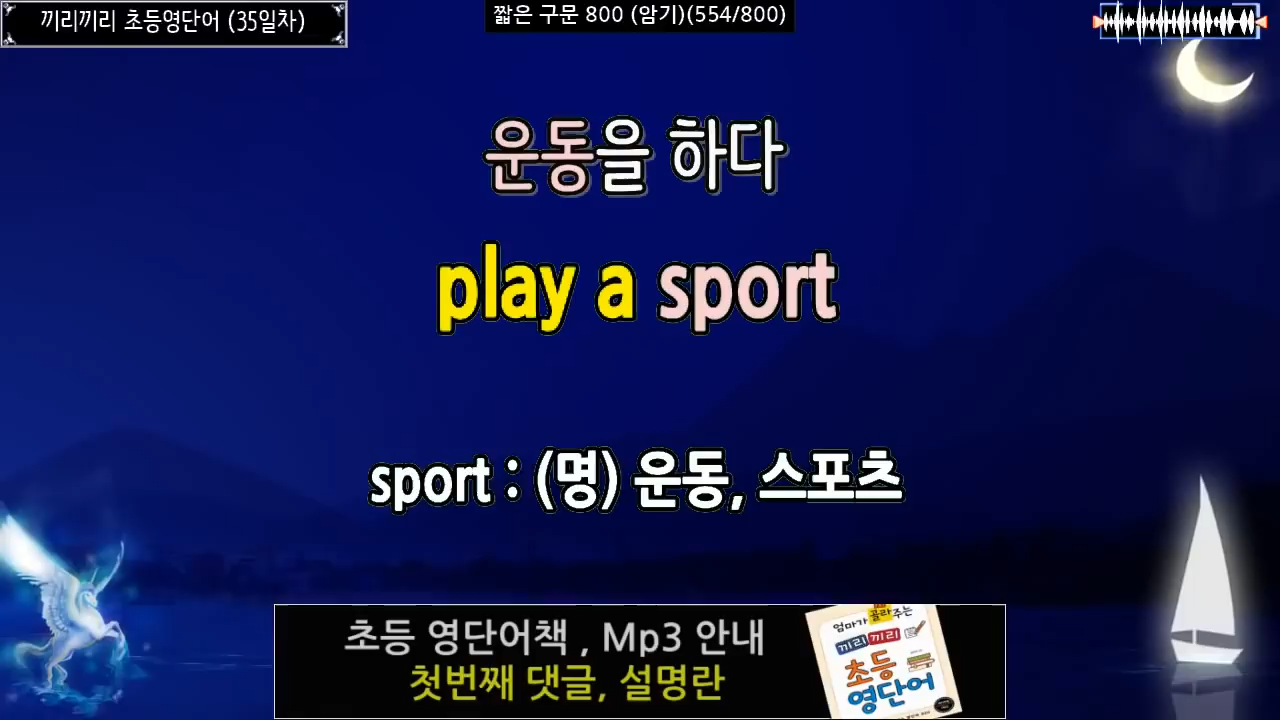 끼리끼리 초등영단어 (35일차)
짧은 구문 800 (암기)(554/800)
운동을 하다
play a sport
sport : (명) 운동, 스포츠
초등 영단어책 , Mp3 안내
첫번째 댓글, 설명란
엄마가 골라주는
끼리끼리
초등
영단어